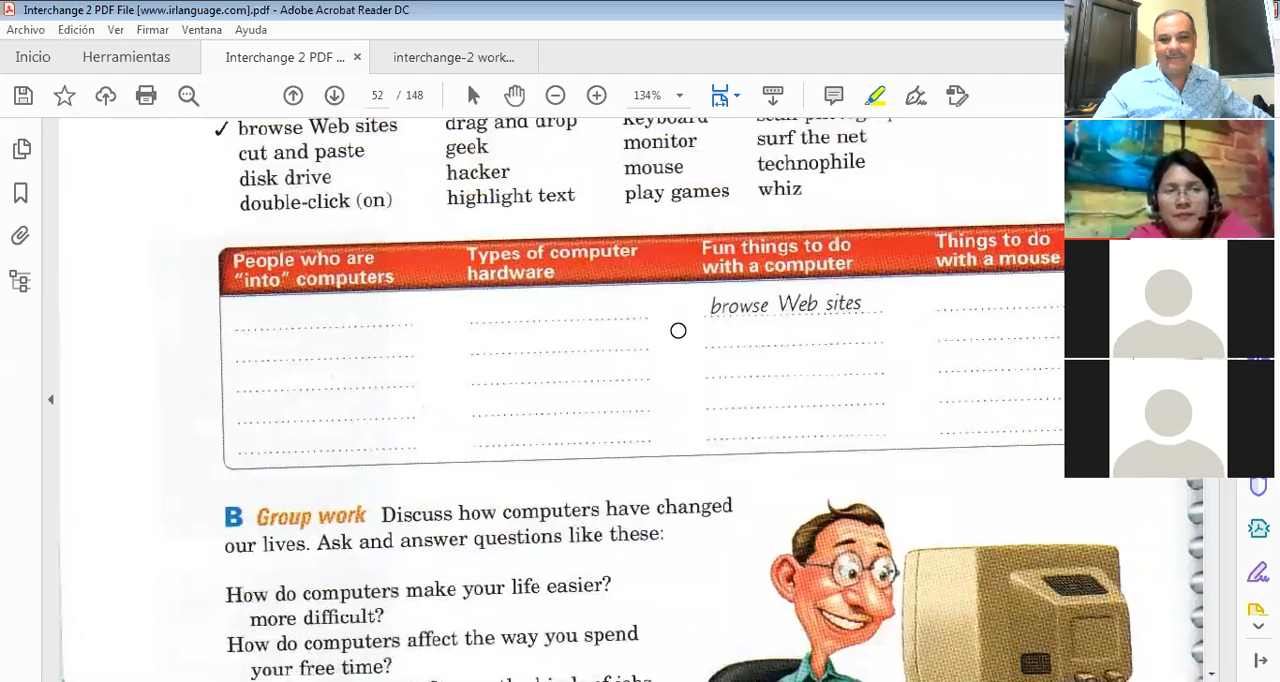 Interchange 2 PDF File [www.irlanguage.com].pdf - Adobe Acrobat Reader DC
Archivo Edición Ver Firmar Ventana Ayuda
Inicio Herramientas Interchange 2 PDF ... × interchange-2 work...
52 / 148 134%
✓ browse Web sites
cut and paste
disk drive
double-click (on)
drag and drop
geek
hacker
highlight text
keyboard
monitor
mouse
play games
surf the net
technophile
whiz
People who are
"into" computers
Types of computer
hardware
Fun things to do
with a computer
Things to do
with a mouse
browse Web sites
B Group work Discuss how computers have changed
our lives. Ask and answer questions like these:
How do computers make your life easier?
more difficult?
How do computers affect the way you spend
your free time?